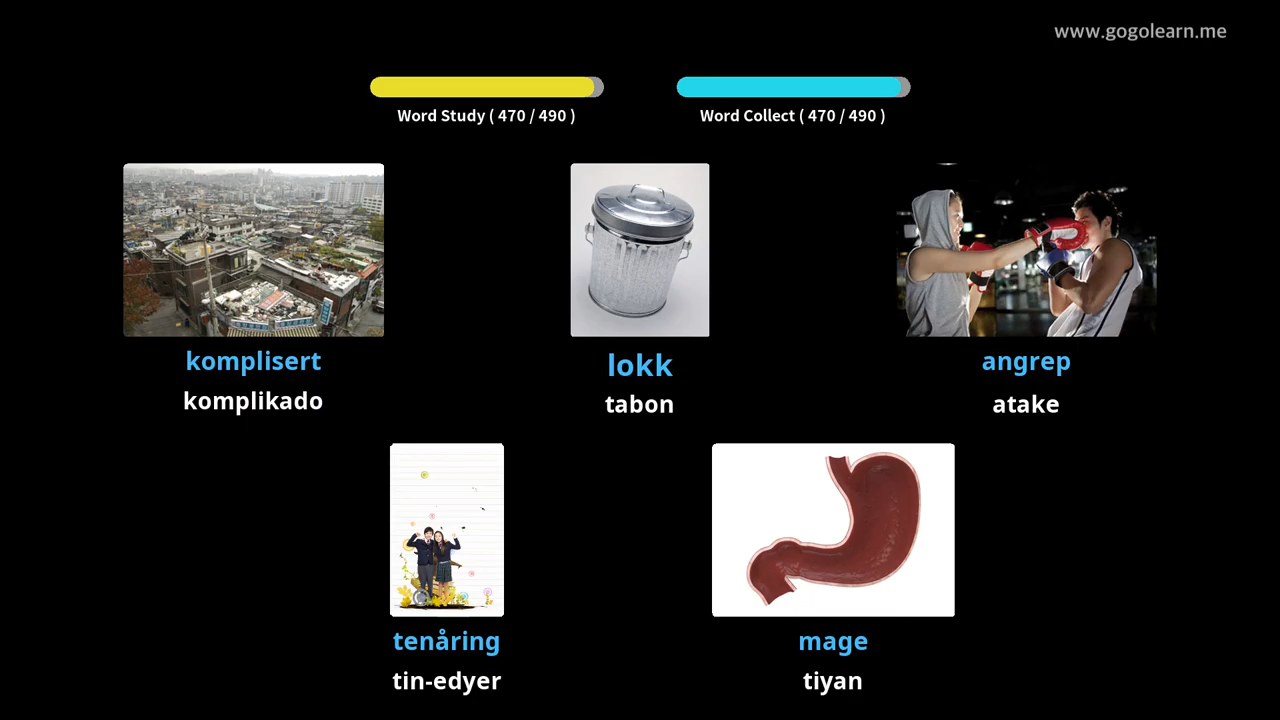 www.gogolearn.me
Word Study ( 470 / 490 )
Word Collect ( 470 / 490 )
komplisert
komplikado
lokk
tabon
angrep
atake
tenåring
tin-edyer
mage
tiyan